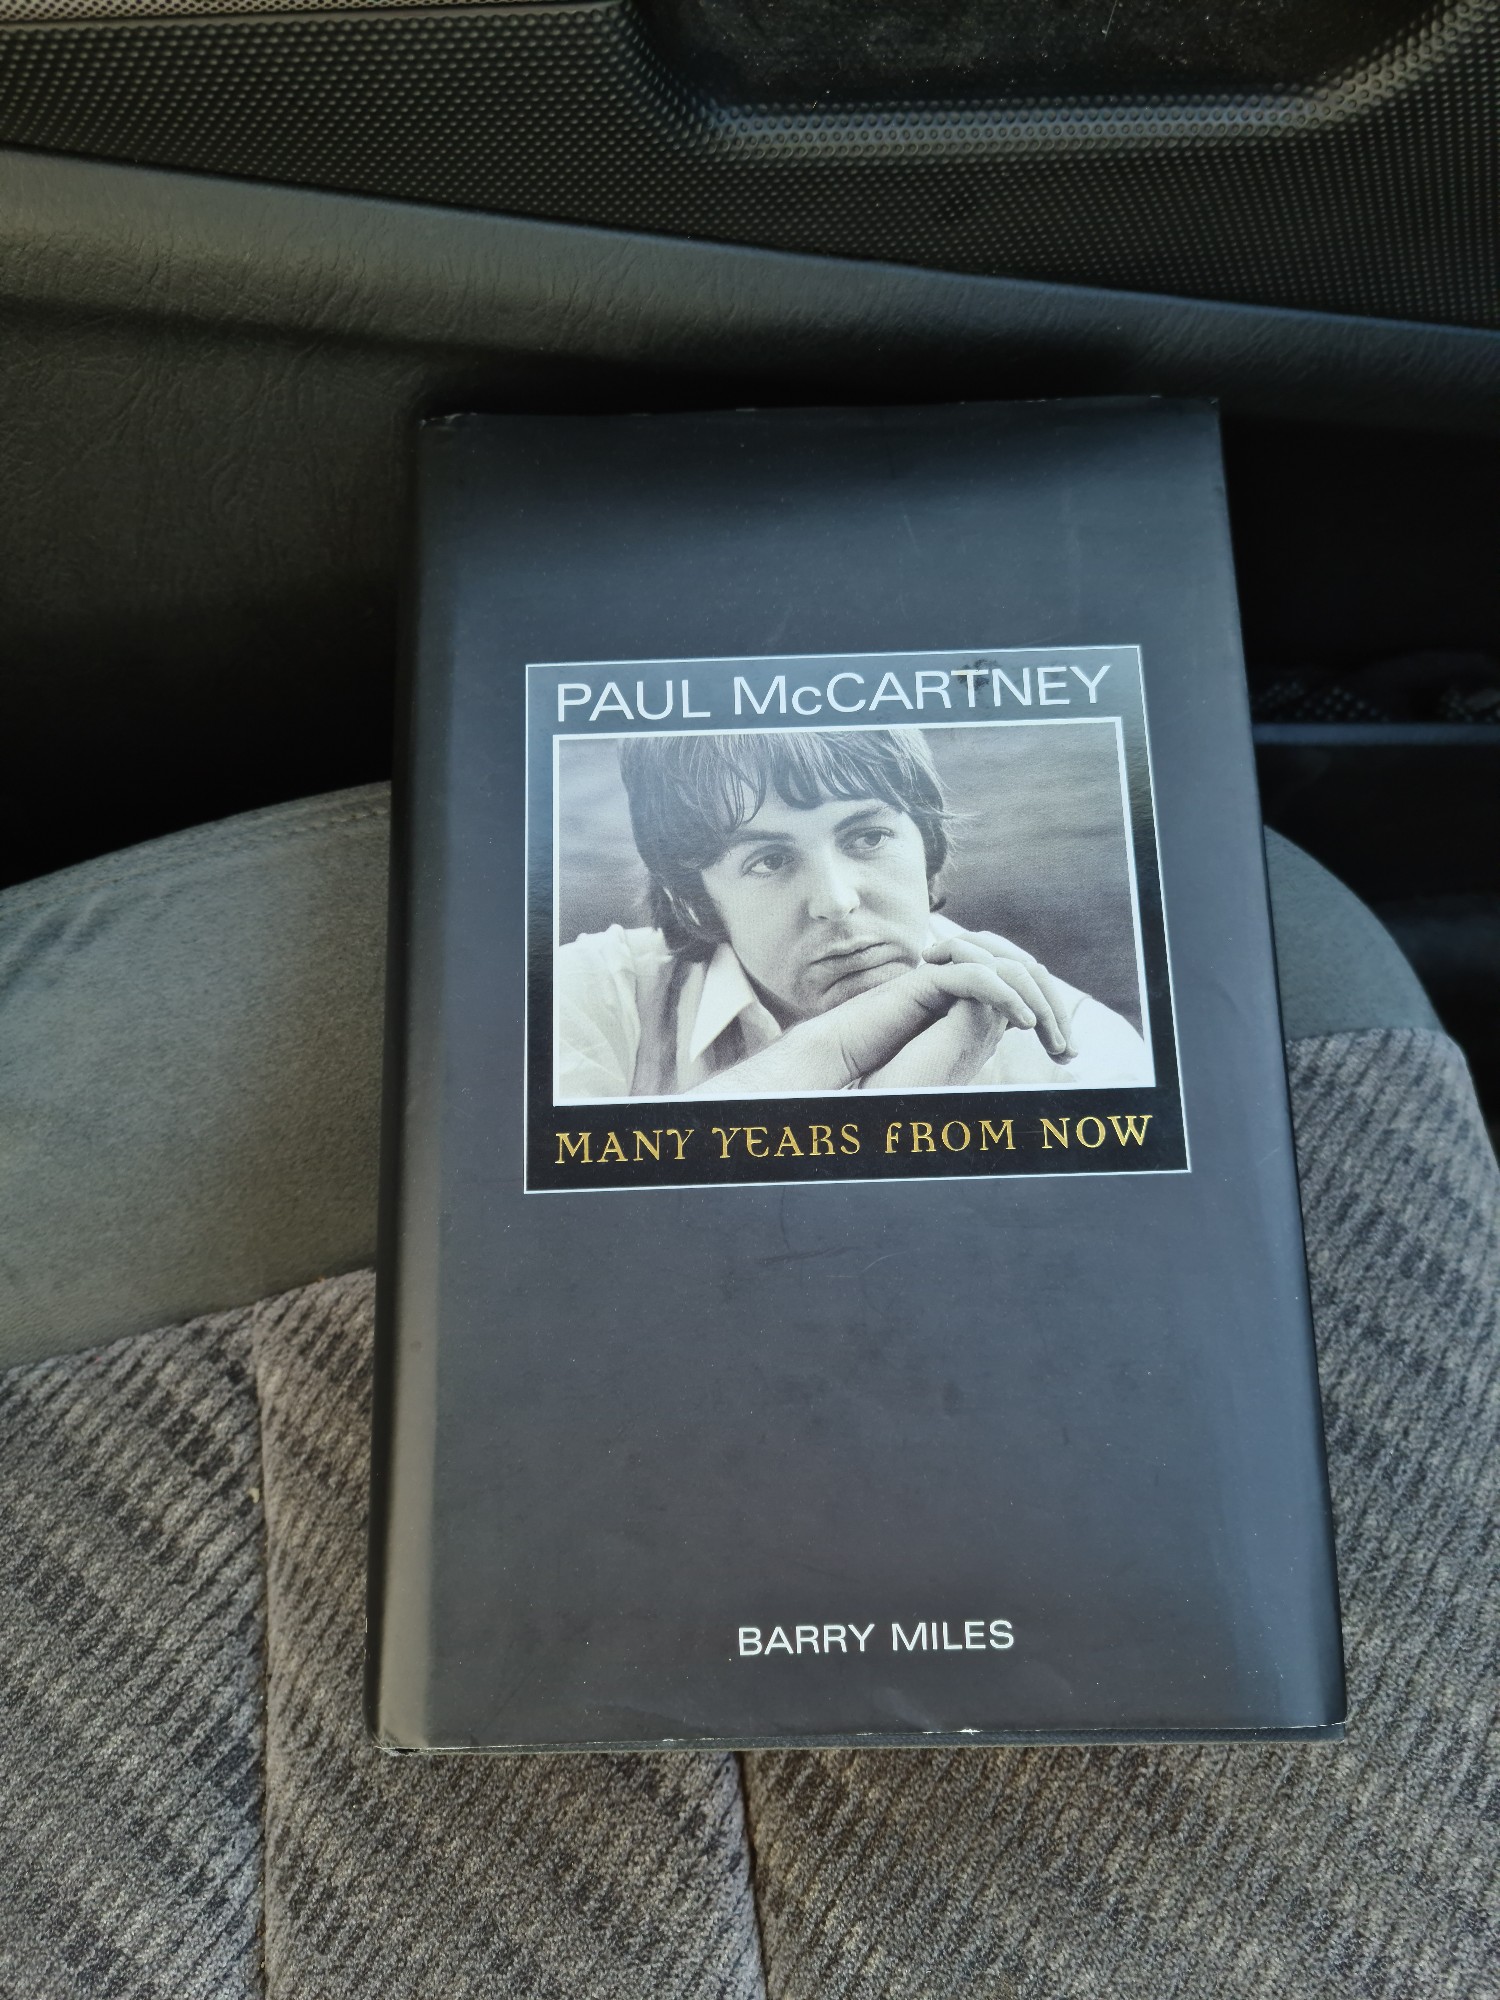 PAUL McCARTNEY
MANY YEARS FROM NOW
BARRY MILES